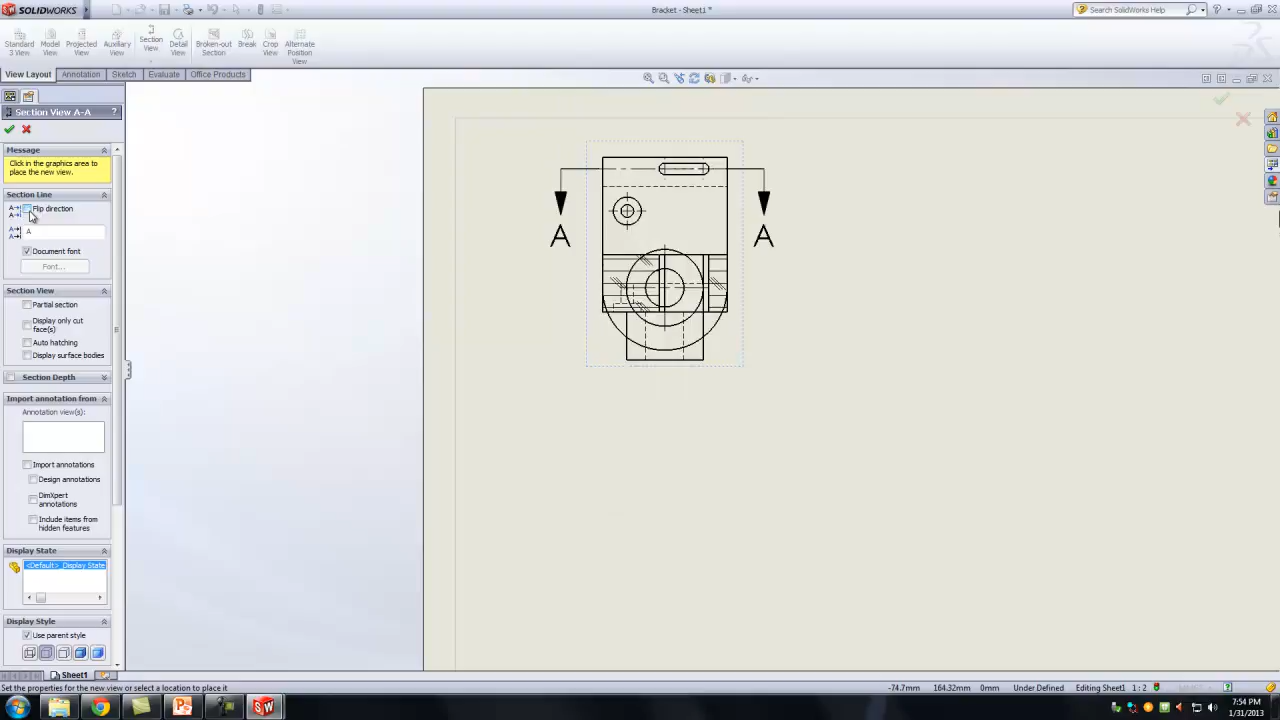 SOLIDWORKS
Bracket - Sheet1 *
Search SolidWorks Help
Standard 3 View
Model View
Projected View
Auxiliary View
Section View
Detail View
Broken-out Section
Break
Crop View
Alternate Position View
View Layout
Annotation
Sketch
Evaluate
Office Products
Section View A-A
?
Message
Click in the graphics area to
place the new view.
Section Line
Flip direction
A
Document font
Font...
Section View
Partial section
Display only cut
face(s)
Auto hatching
Display surface bodies
Section Depth
Import annotation from
Annotation view(s):
Import annotations
Design annotations
DimXpert
annotations
Include items from
hidden features
Display State
<Default>_Display State
Display Style
Use parent style
A
A
Sheet1
Set the properties for the new view or select a location to place it
-74.7mm
164.32mm
0mm
Under Defined
Editing Sheet1
1 : 2
7:54 PM
1/31/2013